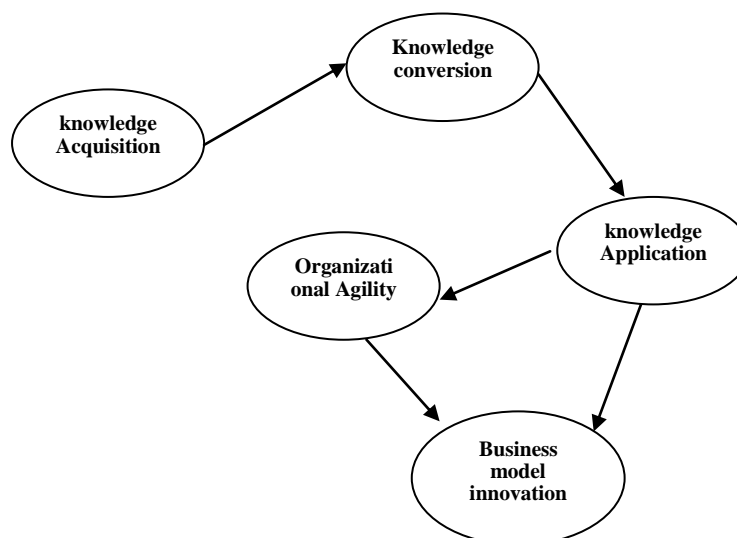 Knowledge
conversion
knowledge
Acquisition
knowledge
Application
Organizati
onal Agility
Business
model
innovation